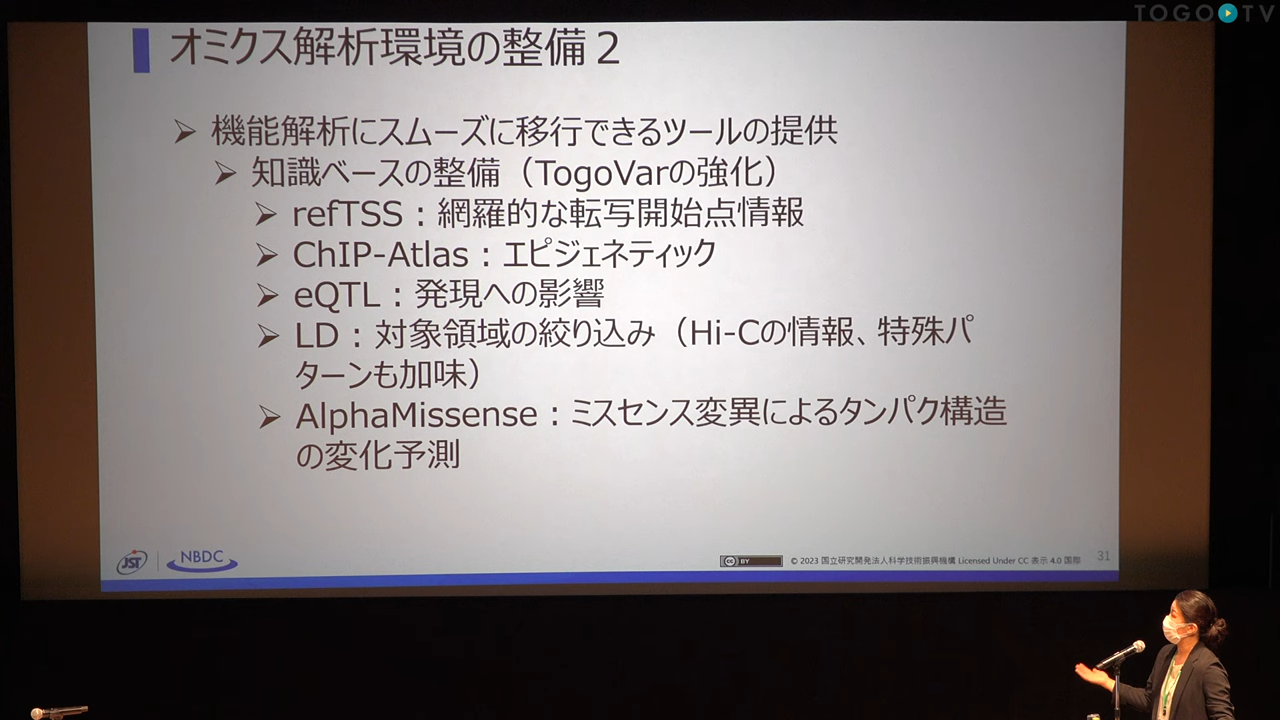 TOGO TV
オミクス解析環境の整備２
➢ 機能解析にスムーズに移行できるツールの提供
➢ 知識ベースの整備（TogoVarの強化）
➢ refTSS：網羅的な転写開始点情報
➢ ChIP-Atlas：エピジェネティック
➢ eQTL：発現への影響
➢ LD：対象領域の絞り込み（Hi-Cの情報、特殊パ
ターンも加味）
➢ AlphaMissense：ミスセンス変異によるタンパク構造
の変化予測
JST NBDC
cc BY © 2023 国立研究開発法人科学技術振興機構 Licensed Under CC 表示 4.0 国際 31